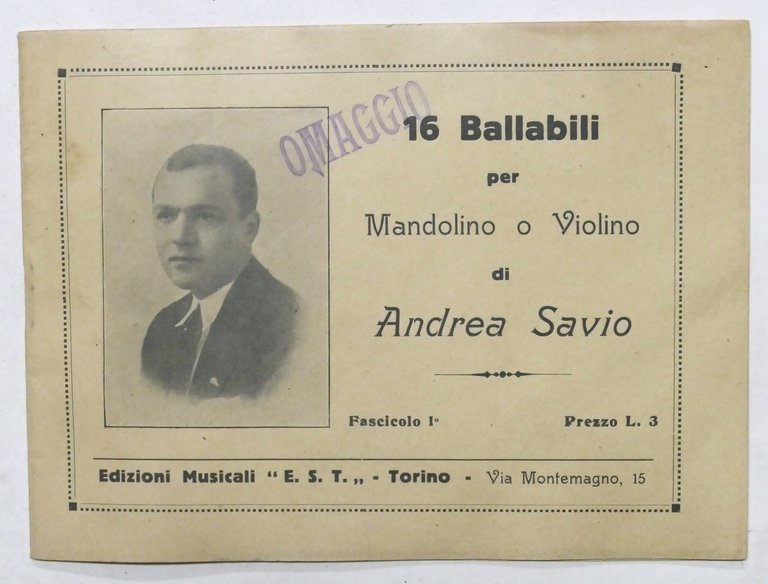 OMAGGIO
16 Ballabili
per
Mandolino o Violino
di
Andrea Savio
Fascicolo I° Prezzo L. 3
Edizioni Musicali “ E. S. T. „ - Torino - Via Montemagno, 15